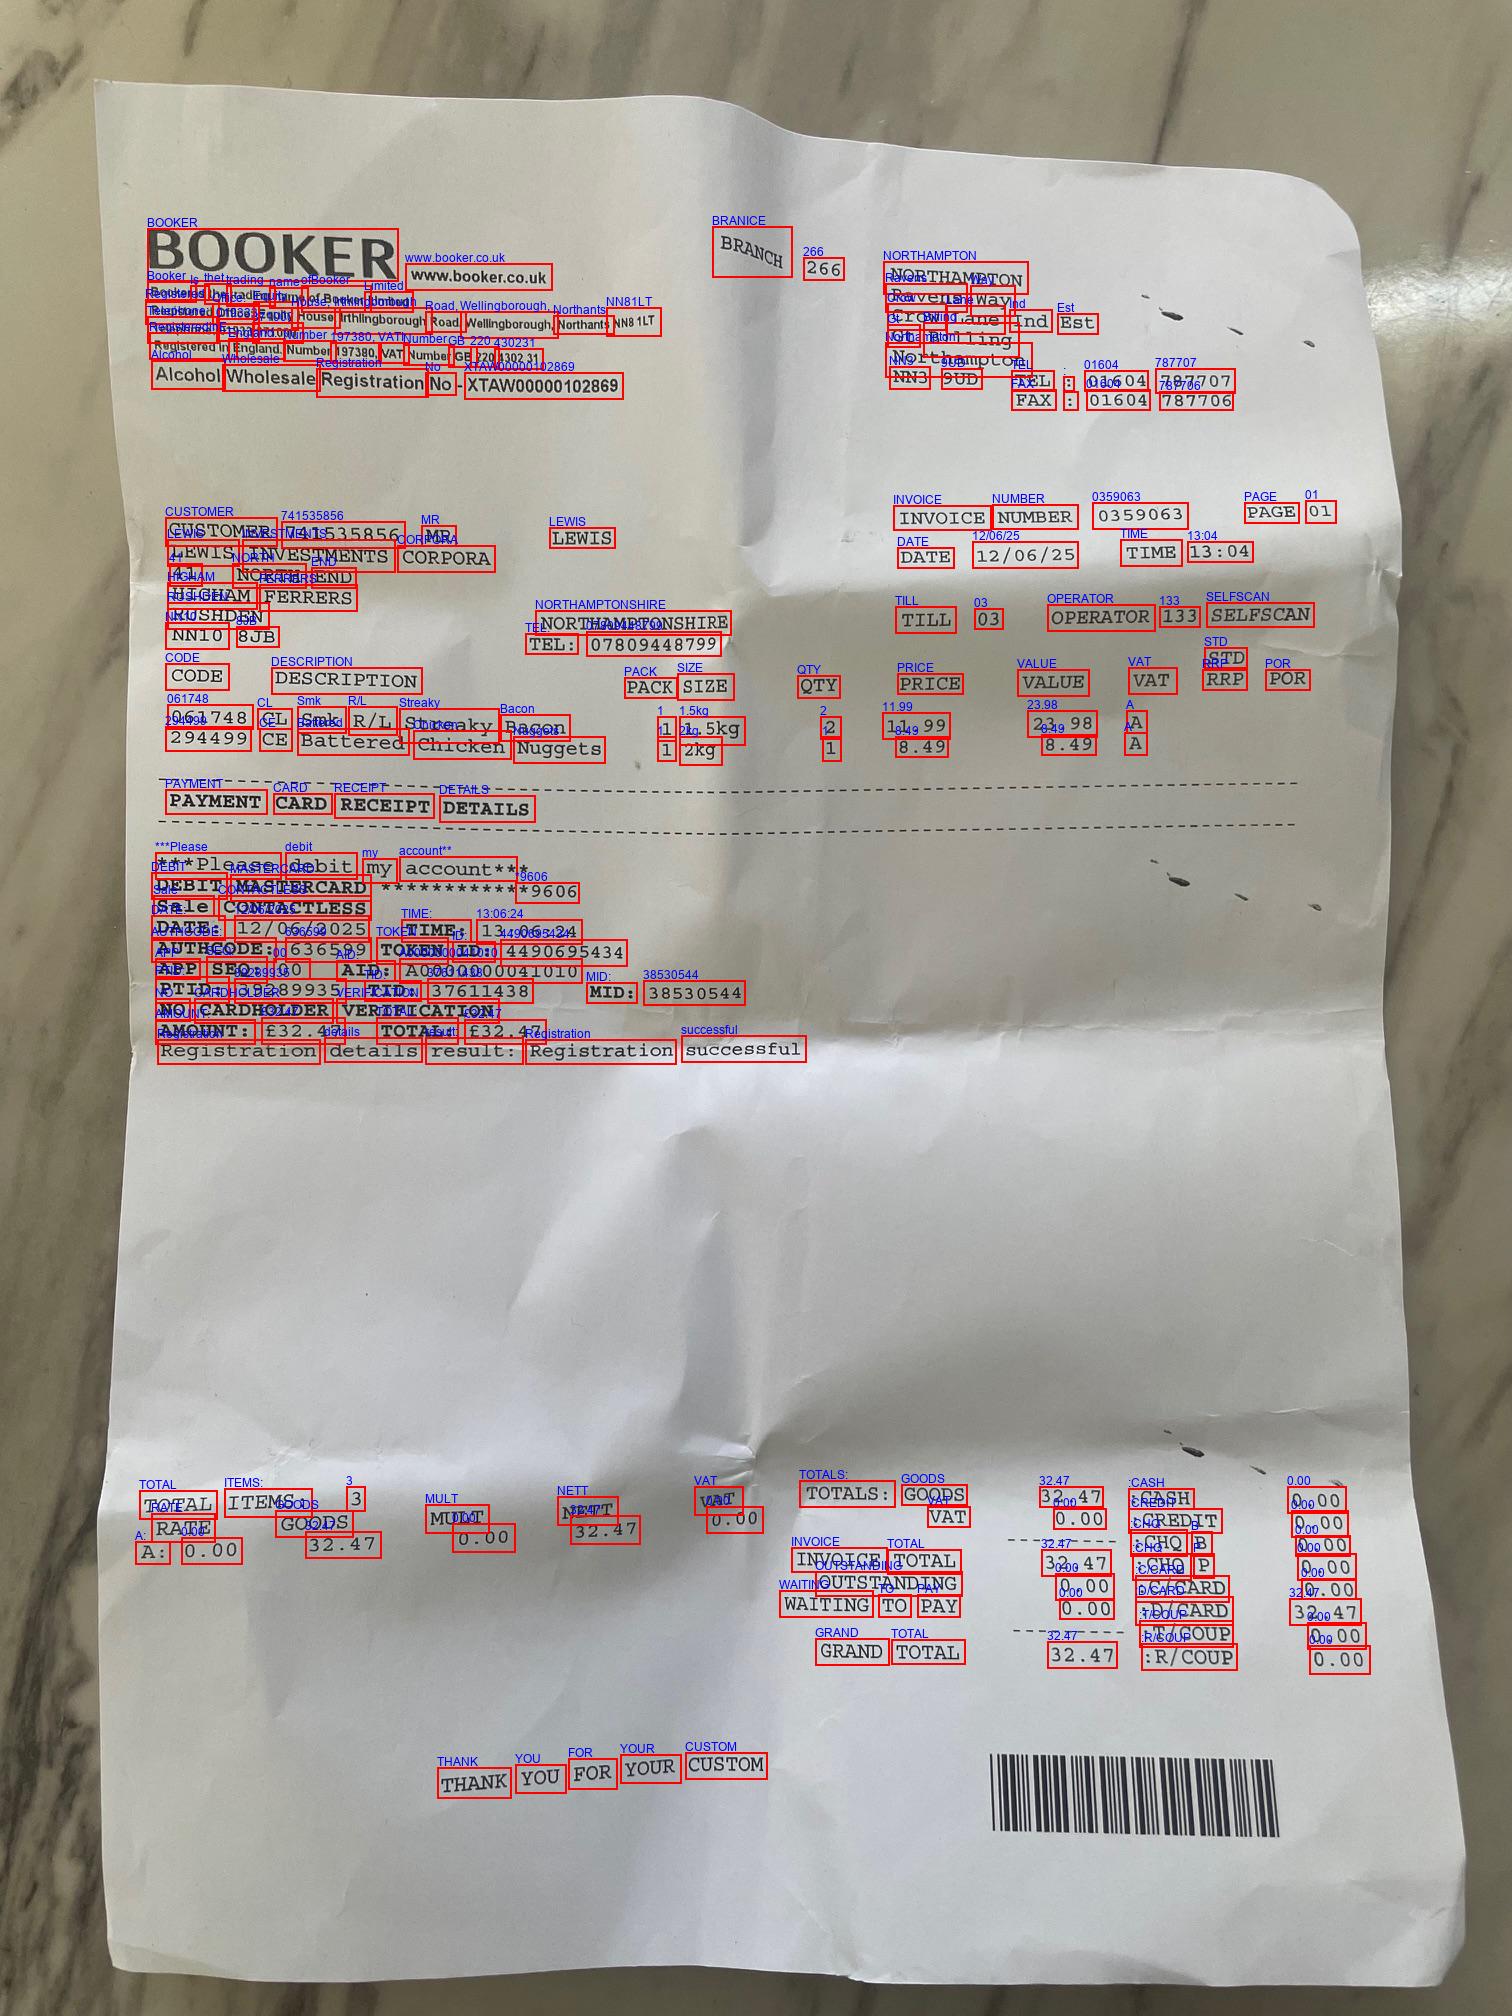 BOOKER www.booker.co.uk BRANCH 266 NORTHAMPTON
Booker is the trading name of Booker Limited
Ravens Way
Registered Office: Equity House, Irthlingborough Road, Wellingborough, Northants NN8 1LT
Crow Lane Ind Est
Gt Billing
Registered in England, Number 197380, VAT Number GB 220 4302 31
Northampton
Alcohol Wholesale Registration No - XTAW00000102869
NN3 9UD TEL : 01604 787707
FAX : 01604 787706
CUSTOMER 741535856 MR LEWIS INVOICE NUMBER 0359063 PAGE 01
LEWIS INVESTMENTS CORPORA DATE 12/06/25 TIME 13:04
41 NORTH END
HIGHAM FERRERS
RUSHDEN NORTHAMPTONSHIRE TILL 03 OPERATOR 133 SELFSCAN
NN10 8JB TEL: 07809448799
STD
CODE DESCRIPTION PACK SIZE QTY PRICE VALUE VAT RRP POR
061748 CL Smk R/L Streaky Bacon 1 1.5kg 2 11.99 23.98 A
294499 CE Battered Chicken Nuggets 1 2kg 1 8.49 8.49 A
PAYMENT CARD RECEIPT DETAILS
***Please debit my account***
DEBIT MASTERCARD ************9606
Sale CONTACTLESS
DATE: 12/06/2025 TIME: 13:06:24
AUTHCODE: 636599 TOKEN ID: 4490695434
APP SEQ: 00 AID: A0000000041010
PTID: 39289935 TID: 37611438 MID: 38530544
NO CARDHOLDER VERIFICATION
AMOUNT: £32.47 TOTAL: £32.47
Registration details result: Registration successful
TOTAL ITEMS: 3 TOTALS: GOODS 32.47 :CASH 0.00
RATE GOODS MULT NETT VAT VAT 0.00 :CREDIT 0.00
A: 0.00 32.47 0.00 32.47 0.00 :CHQ B 0.00
INVOICE TOTAL 32.47 :CHQ P 0.00
OUTSTANDING 0.00 :C/CARD 0.00
WAITING TO PAY 0.00 :D/CARD 32.47
:T/COUP 0.00
GRAND TOTAL 32.47 :R/COUP 0.00
THANK YOU FOR YOUR CUSTOM